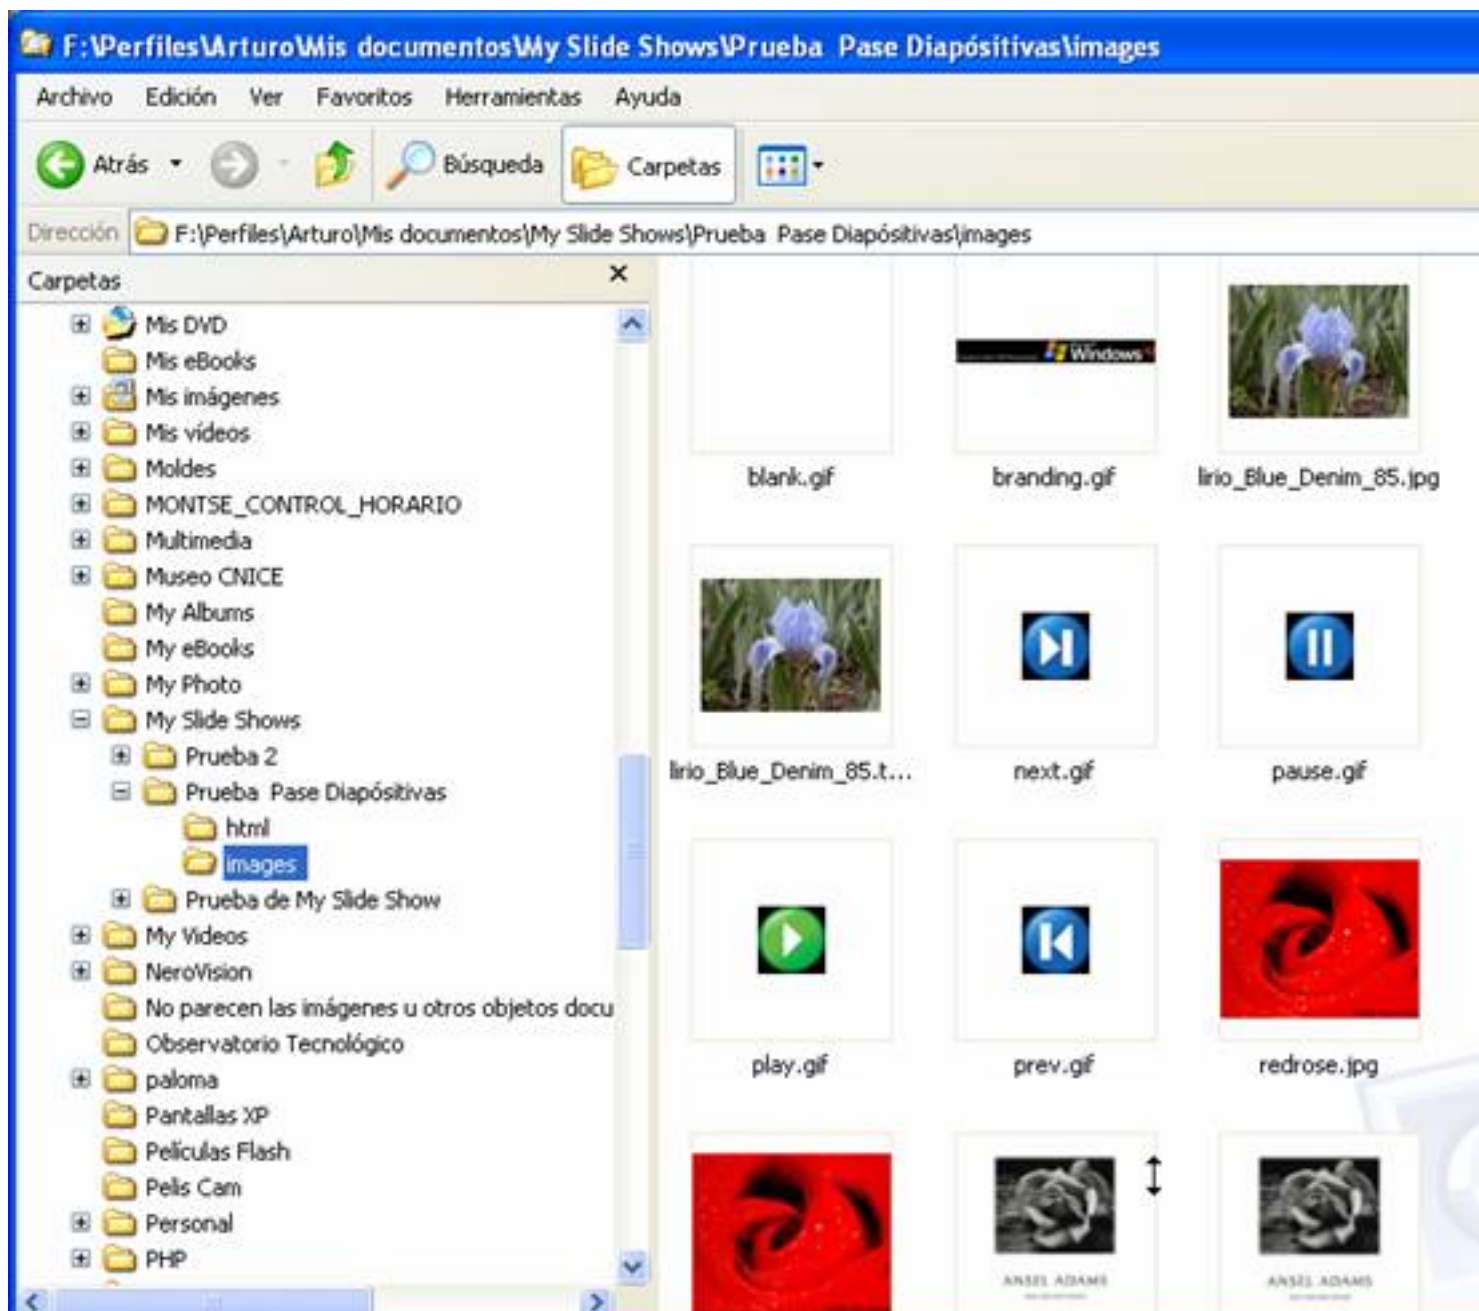 F:\Perfiles\Arturo\Mis documentos\My Slide Shows\Prueba  Pase Diapósitivas\images
Archivo Edición Ver Favoritos Herramientas Ayuda
Atrás Búsqueda Carpetas
Dirección F:\Perfiles\Arturo\Mis documentos\My Slide Shows\Prueba  Pase Diapósitivas\images
Carpetas
Mis DVD
Mis eBooks
Mis imágenes
Mis vídeos
Moldes
MONTSE_CONTROL_HORARIO
Multimedia
Museo CNICE
My Albums
My eBooks
My Photo
My Slide Shows
Prueba 2
Prueba  Pase Diapósitivas
html
images
Prueba de My Slide Show
My Videos
NeroVision
No parecen las imágenes u otros objetos docu
Observatorio Tecnológico
paloma
Pantallas XP
Películas Flash
Pelis Cam
Personal
PHP
Windows
blank.gif branding.gif lirio_Blue_Denim_85.jpg
lirio_Blue_Denim_85.t... next.gif pause.gif
play.gif prev.gif redrose.jpg
ANSEL ADAMS ANSEL ADAMS